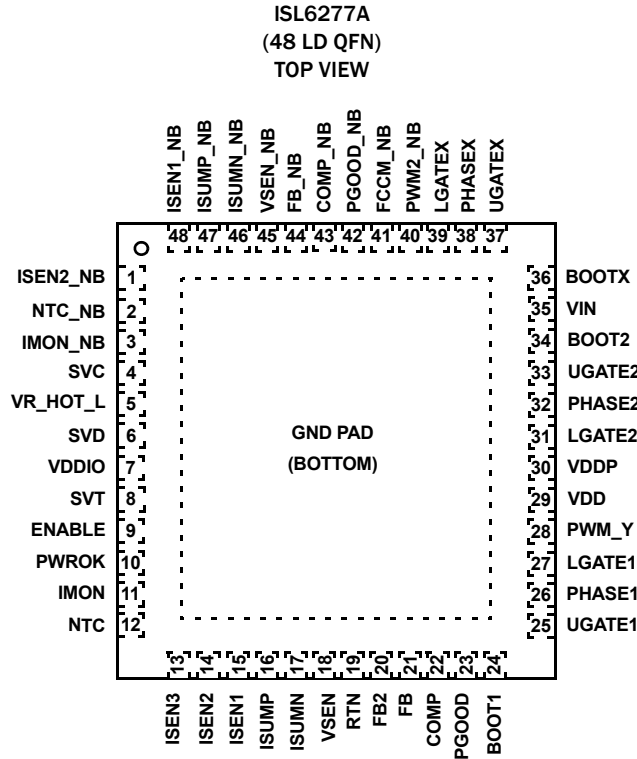 ISL6277A
(48 LD QFN)
TOP VIEW
ISEN1_NB
ISUMP_NB
ISUMN_NB
VSEN_NB
FB_NB
COMP_NB
PGOOD_NB
FCCM_NB
PWM2_NB
LGATEX
PHASEX
UGATEX
48 47 46 45 44 43 42 41 40 39 38 37
ISEN2_NB 1
NTC_NB 2
IMON_NB 3
SVC 4
VR_HOT_L 5
SVD 6
VDDIO 7
SVT 8
ENABLE 9
PWROK 10
IMON 11
NTC 12
GND PAD
(BOTTOM)
36 BOOTX
35 VIN
34 BOOT2
33 UGATE2
32 PHASE2
31 LGATE2
30 VDDP
29 VDD
28 PWM_Y
27 LGATE1
26 PHASE1
25 UGATE1
13 14 15 16 17 18 19 20 21 22 23 24
ISEN3
ISEN2
ISEN1
ISUMP
ISUMN
VSEN
RTN
FB2
FB
COMP
PGOOD
BOOT1